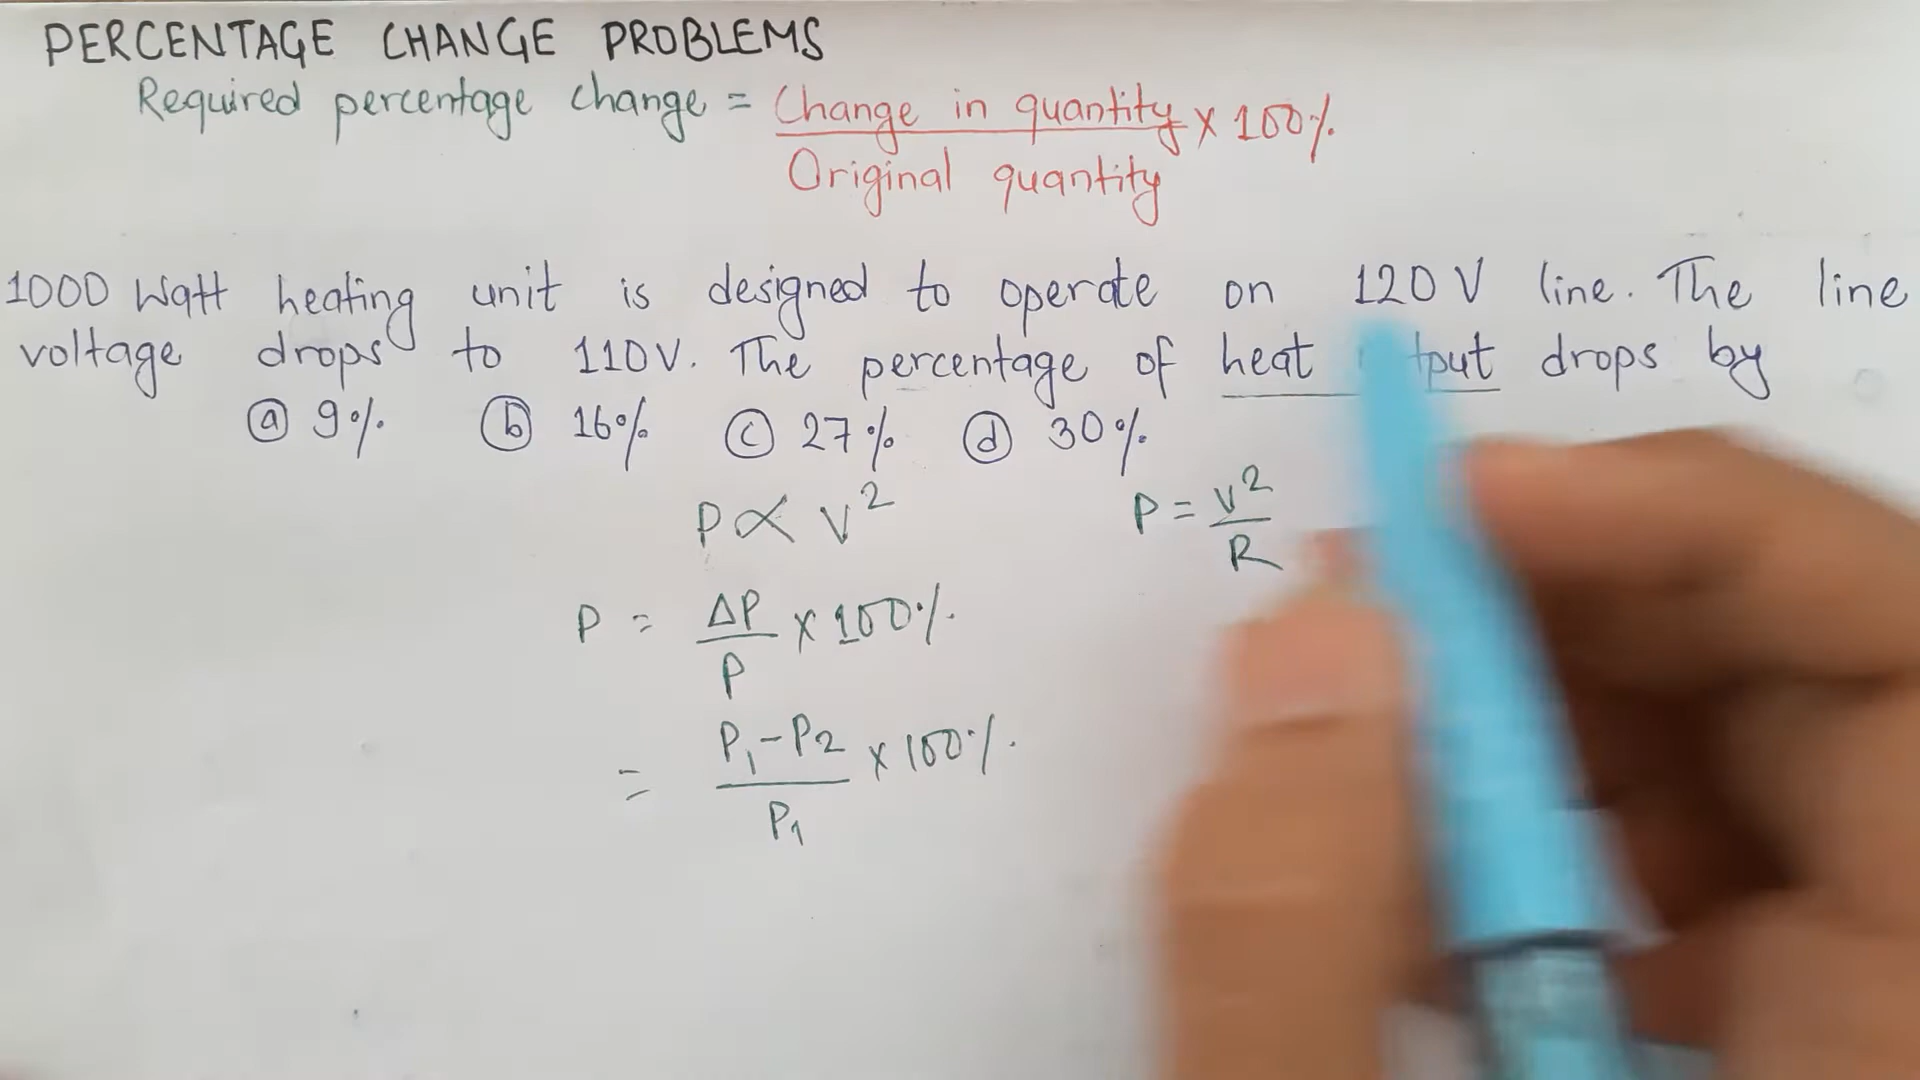 PERCENTAGE CHANGE PROBLEMS
Required percentage change = Change in quantity / Original quantity × 100%
1000 Watt heating unit is designed to operate on 120 V line. The line
voltage drops to 110V. The percentage of heat tput drops by
ⓐ 9% ⓑ 16% ⓒ 27% ⓓ 30%
P ∝ V² P = V²/R
P = ΔP/P × 100%
= P₁-P₂/P₁ × 100%